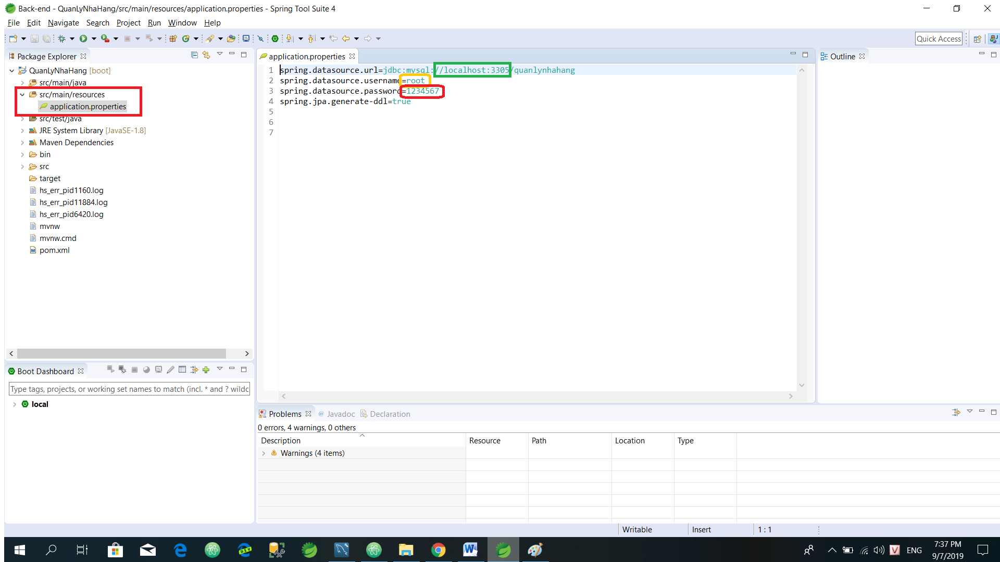 Back-end - QuanLyNhaHang/src/main/resources/application.properties - Spring Tool Suite 4
File Edit Navigate Search Project Run Window Help
Quick Access
Package Explorer
QuanLyNhaHang [boot]
src/main/java
src/main/resources
application.properties
src/test/java
JRE System Library [JavaSE-1.8]
Maven Dependencies
bin
src
target
hs_err_pid1160.log
hs_err_pid11884.log
hs_err_pid6420.log
mvnw
mvnw.cmd
pom.xml
Boot Dashboard
Type tags, projects, or working set names to match (incl. * and ? wildc
local
application.properties
1 spring.datasource.url=jdbc:mysql://localhost:3305/quanlynhahang
2 spring.datasource.username=root
3 spring.datasource.password=1234567
4 spring.jpa.generate-ddl=true
5
6
7
Outline
Problems @ Javadoc Declaration
0 errors, 4 warnings, 0 others
Description Resource Path Location Type
Warnings (4 items)
Writable Insert 1 : 1
DEV
ENG
7:37 PM
9/7/2019